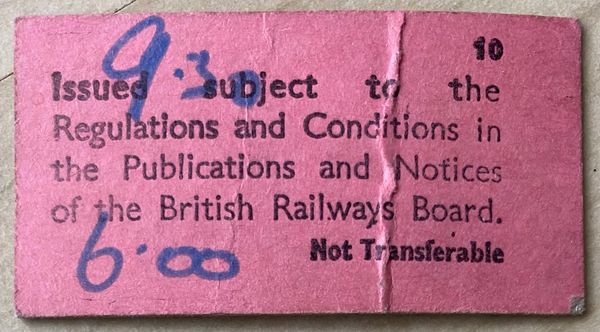 10
9.30
Issued subject to the
Regulations and Conditions in
the Publications and Notices
of the British Railways Board.
6.00
Not Transferable